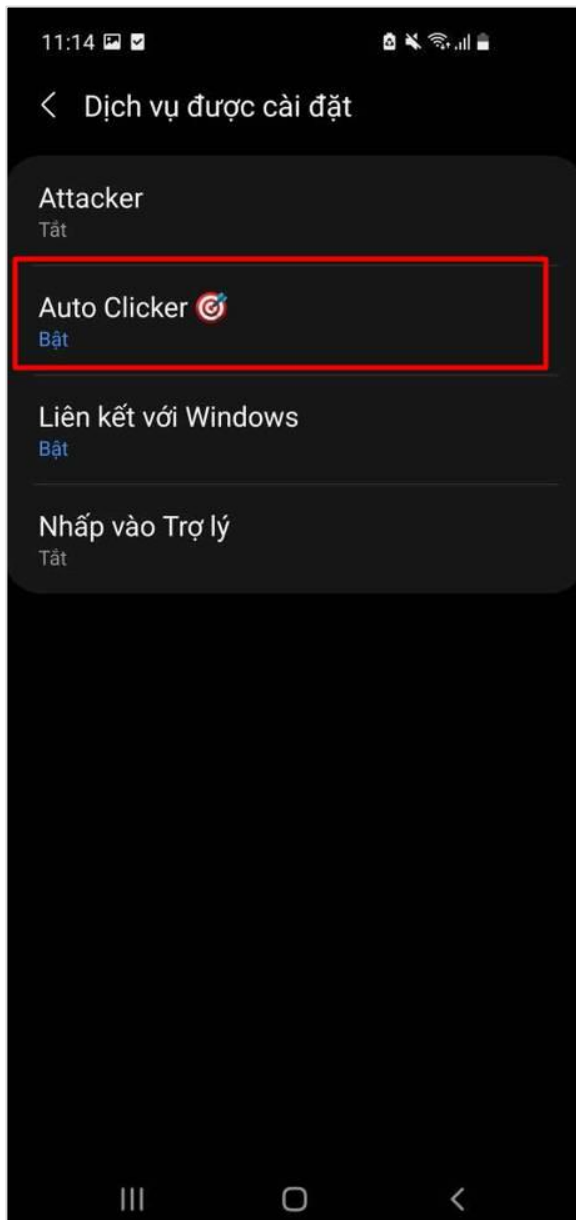 11:14
Dịch vụ được cài đặt
Attacker
Tắt
Auto Clicker
Bật
Liên kết với Windows
Bật
Nhấp vào Trợ lý
Tắt